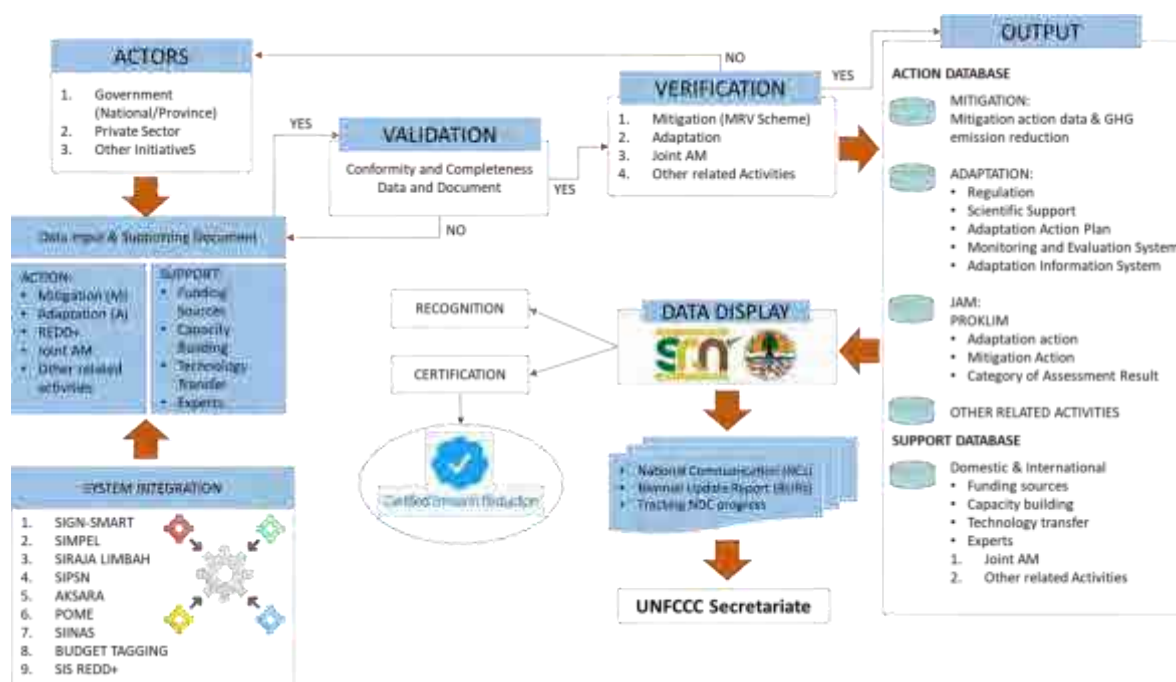 ACTORS
1. Government
(National/Province)
2. Private Sector
3. Other InitiativeS
YES
VALIDATION
Conformity and Completeness
Data and Document
YES
NO
NO
VERIFICATION
1. Mitigation (MRV Scheme)
2. Adaptation
3. Joint AM
4. Other related Activities
YES
OUTPUT
ACTION DATABASE
MITIGATION:
Mitigation action data & GHG
emission reduction
ADAPTATION:
• Regulation
• Scientific Support
• Adaptation Action Plan
• Monitoring and Evaluation System
• Adaptation Information System
JAM:
PROKLIM
• Adaptation action
• Mitigation Action
• Category of Assessment Result
OTHER RELATED ACTIVITIES
SUPPORT DATABASE
Domestic & International
• Funding sources
• Capacity building
• Technology transfer
• Experts
1. Joint AM
2. Other related Activities
Data Input & Supporting Document
ACTION:
• Mitigation (M)
• Adaptation (A)
• REDD+
• Joint AM
• Other related
activities
SUPPORT:
• Funding
Sources
• Capacity
Building
• Technology
Transfer
• Experts
SYSTEM INTEGRATION
1. SIGN-SMART
2. SIMPEL
3. SIRAJA LIMBAH
4. SIPSN
5. AKSARA
6. POME
7. SIINAS
8. BUDGET TAGGING
9. SIS REDD+
RECOGNITION
CERTIFICATION
Certified Emission Reduction
DATA DISPLAY
srn
• National Communication (NCs)
• Biennial Update Report (BURs)
• Tracking NDC progress
UNFCCC Secretariate